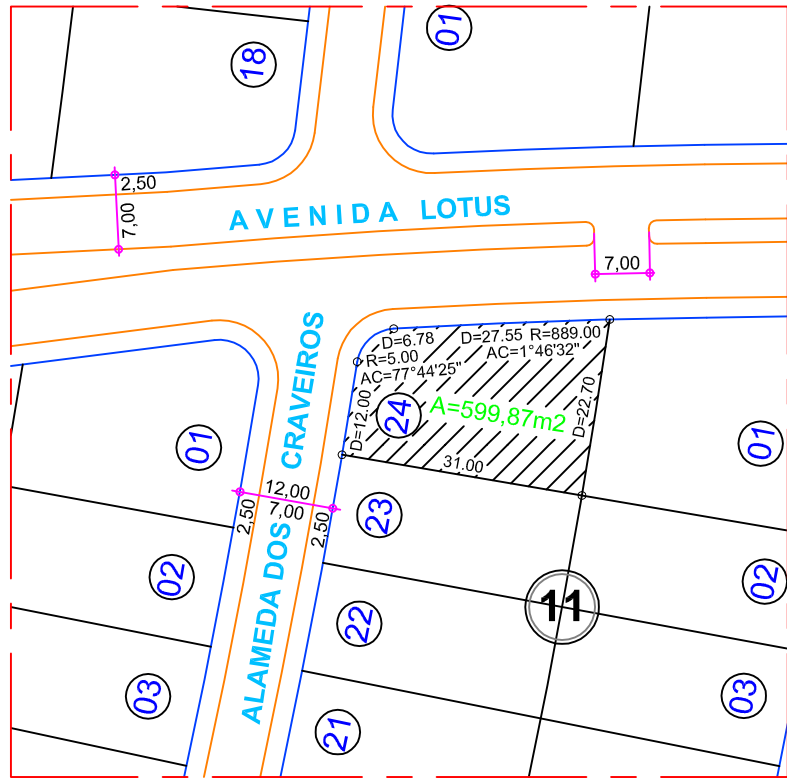 18
01
2,50
7,00
AVENIDA LOTUS
7,00
D=6.78
R=5.00
AC=77°44'25"
D=27.55 R=889.00
AC=1°46'32"
D=12.00
24
A=599,87m2
D=22.70
31.00
CRAVEIROS
ALAMEDA DOS
12,00
7,00
2,50
2,50
01
02
03
23
22
21
11
01
02
03